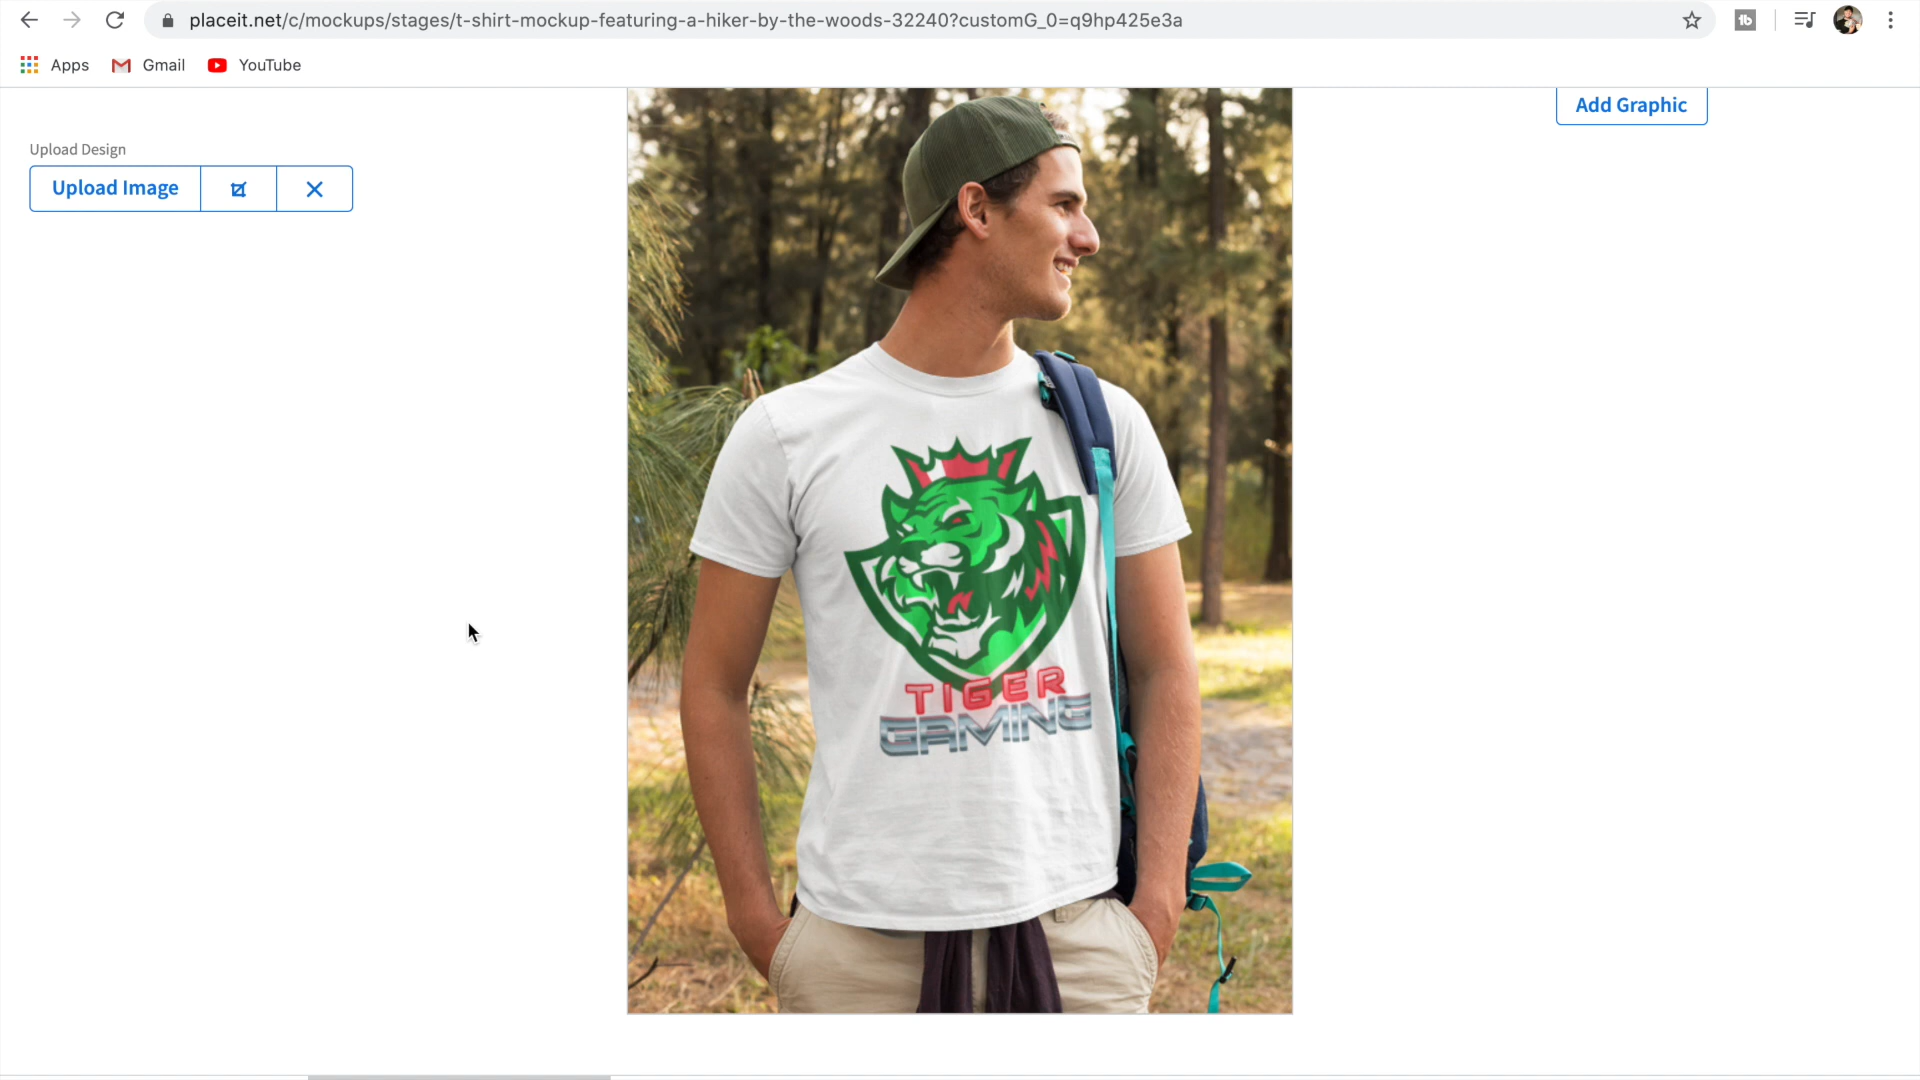 placeit.net/c/mockups/stages/t-shirt-mockup-featuring-a-hiker-by-the-woods-32240?customG_0=q9hp425e3a
Apps
Gmail
YouTube
Add Graphic
Upload Design
Upload Image
TIGER
GAMING